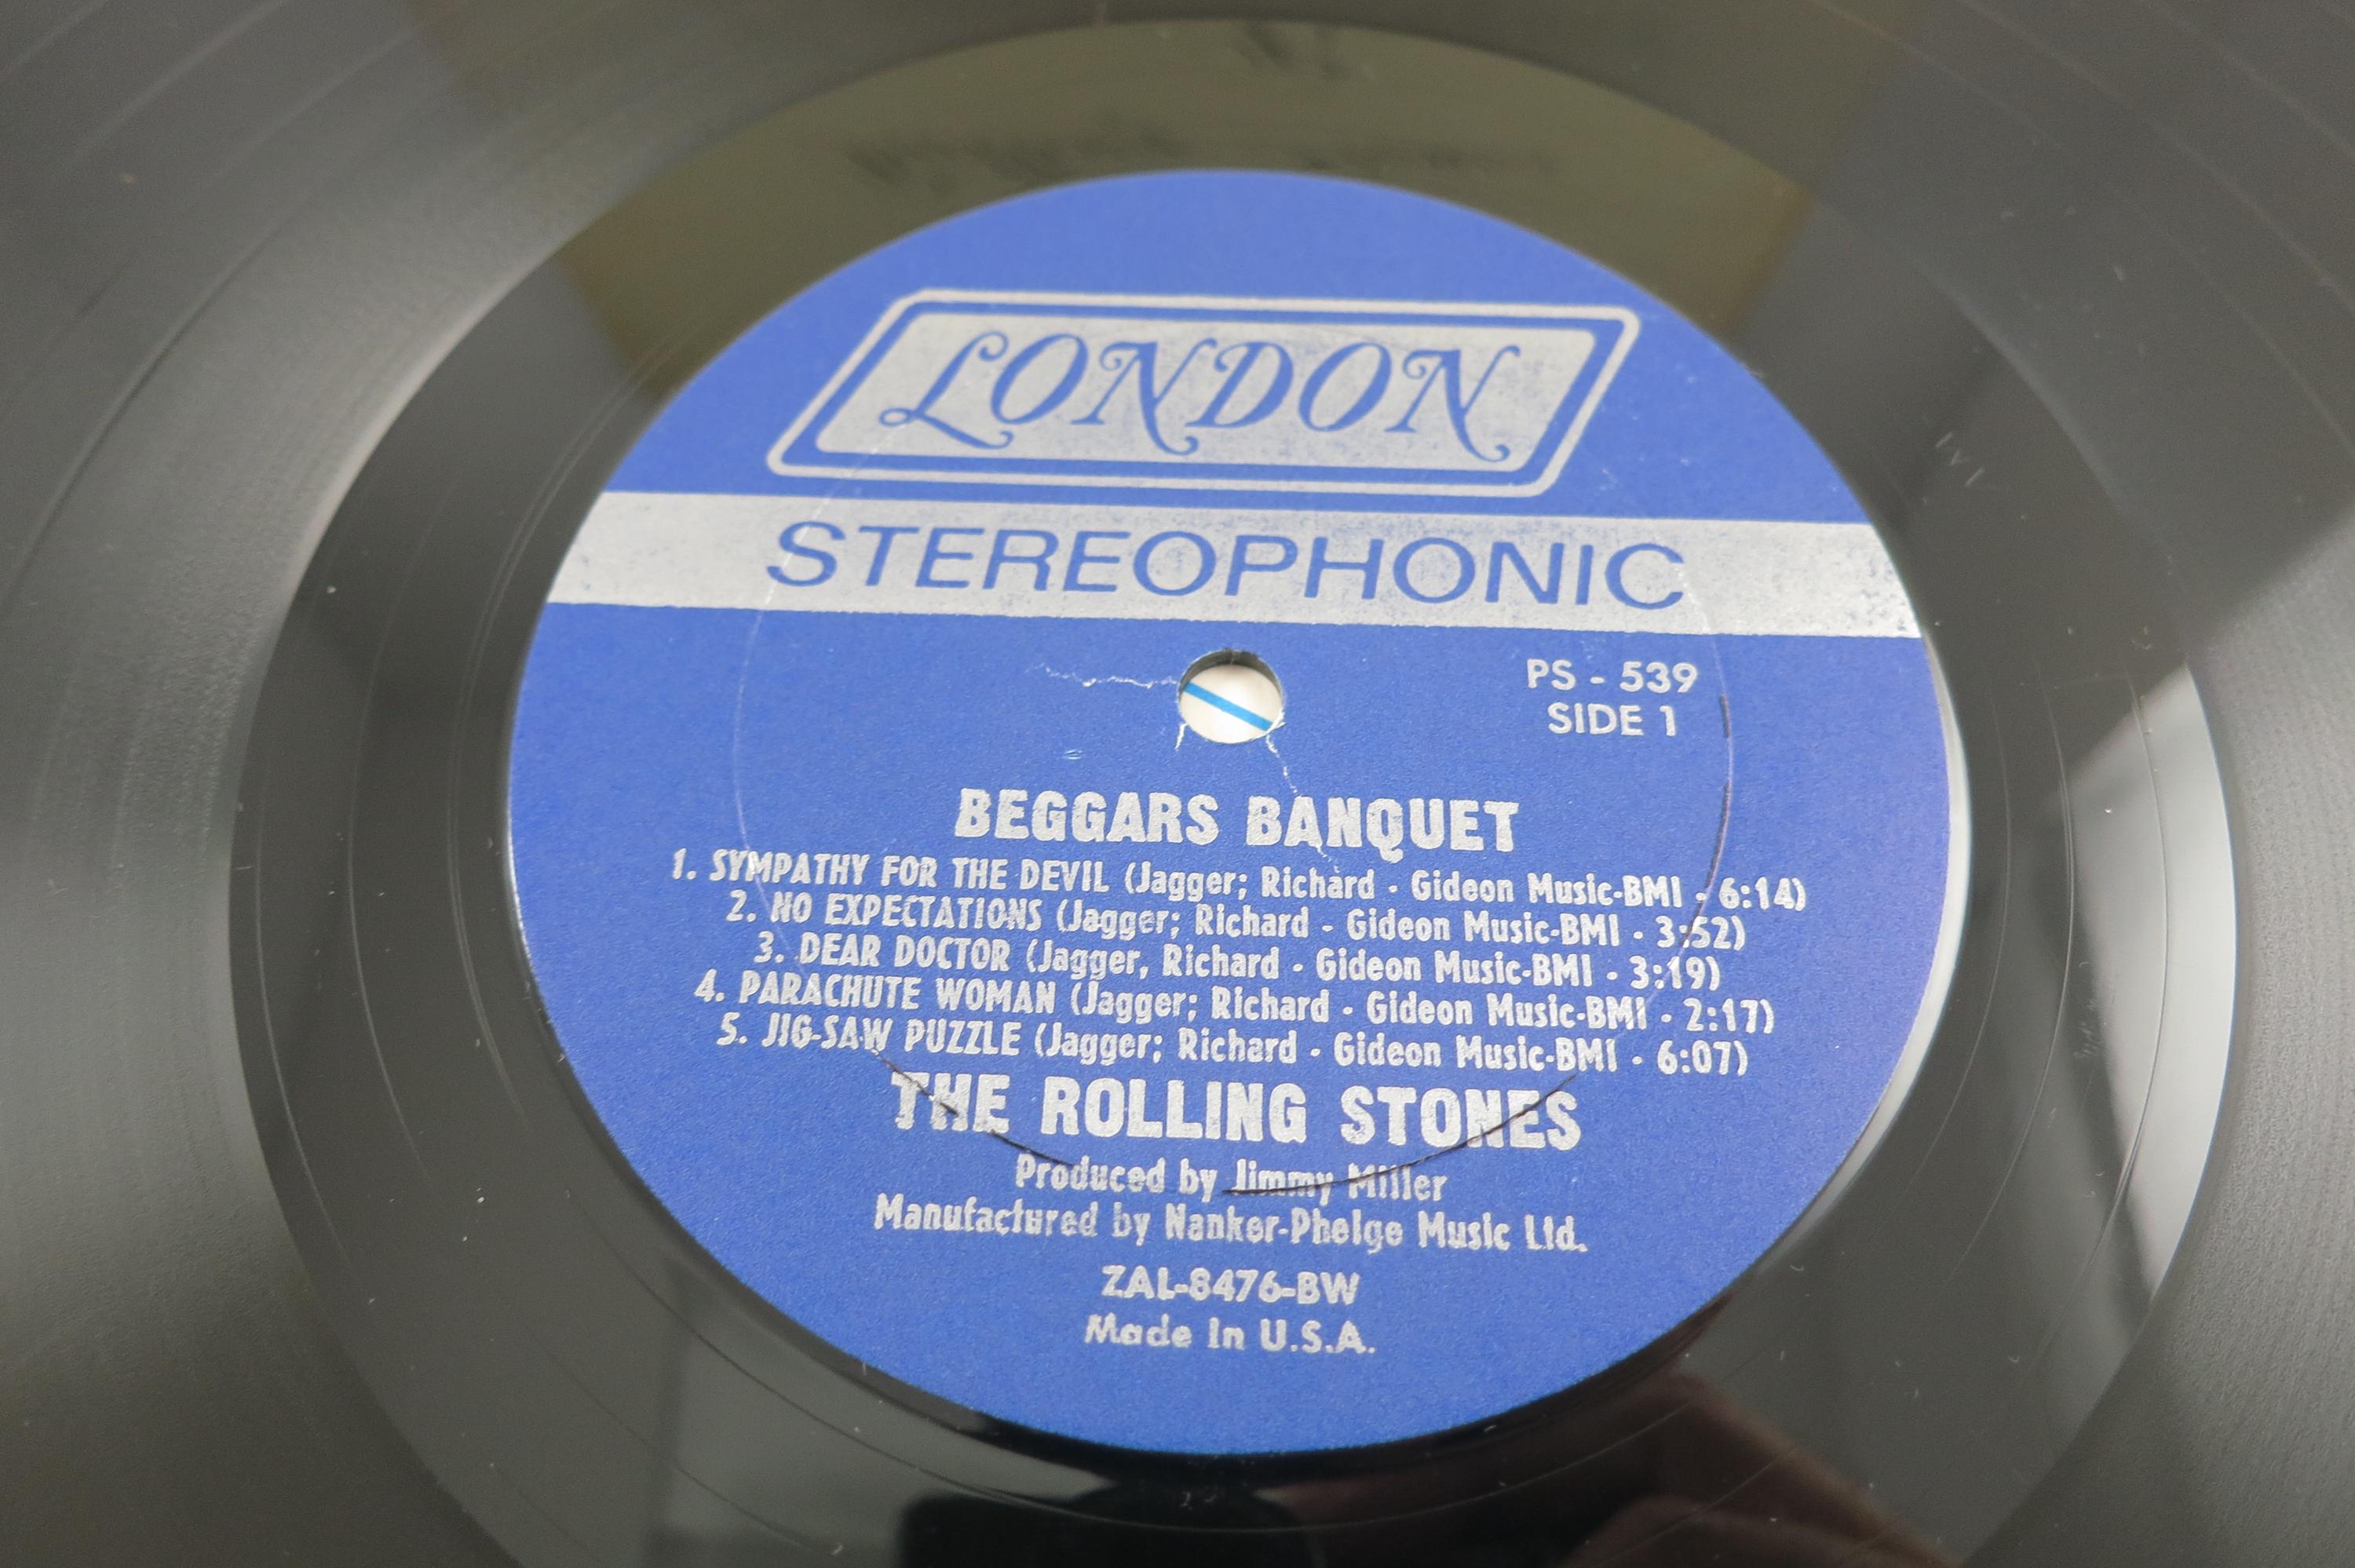 LONDON
STEREOPHONIC
PS - 539
SIDE 1
BEGGARS BANQUET
1. SYMPATHY FOR THE DEVIL (Jagger; Richard - Gideon Music-BMI - 6:14)
2. NO EXPECTATIONS (Jagger; Richard - Gideon Music-BMI - 3:52)
3. DEAR DOCTOR (Jagger, Richard - Gideon Music-BMI - 3:19)
4. PARACHUTE WOMAN (Jagger; Richard - Gideon Music-BMI - 2:17)
5. JIG-SAW PUZZLE (Jagger; Richard - Gideon Music-BMI - 6:07)
THE ROLLING STONES
Produced by Jimmy Miller
Manufactured by Nanker-Phelge Music Ltd.
ZAL-8476-BW
Made In U.S.A.